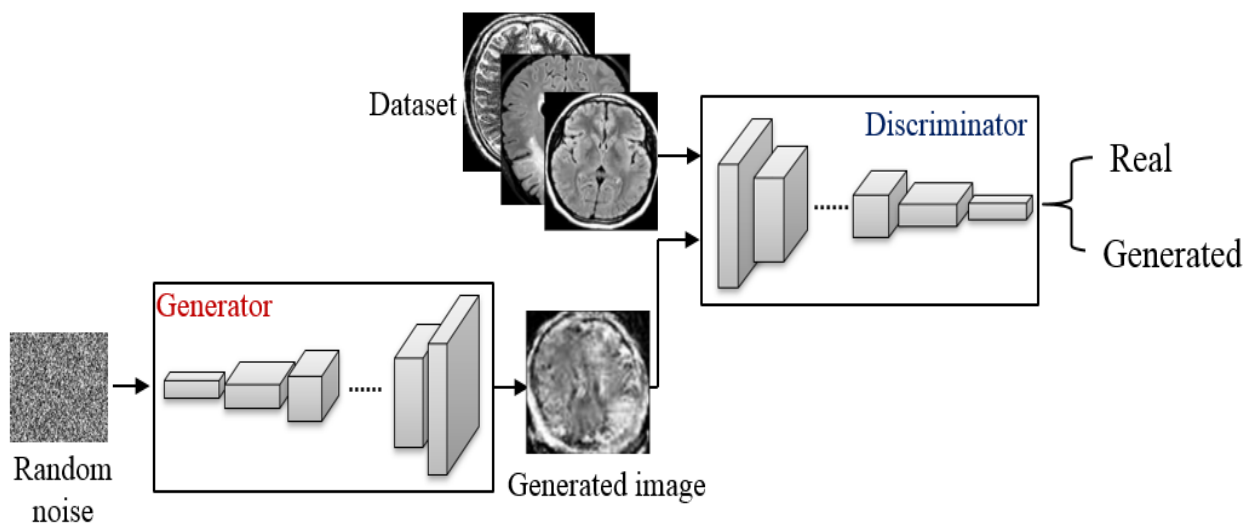 Dataset
Discriminator
Real
Generated
Generator
Random
noise
Generated image